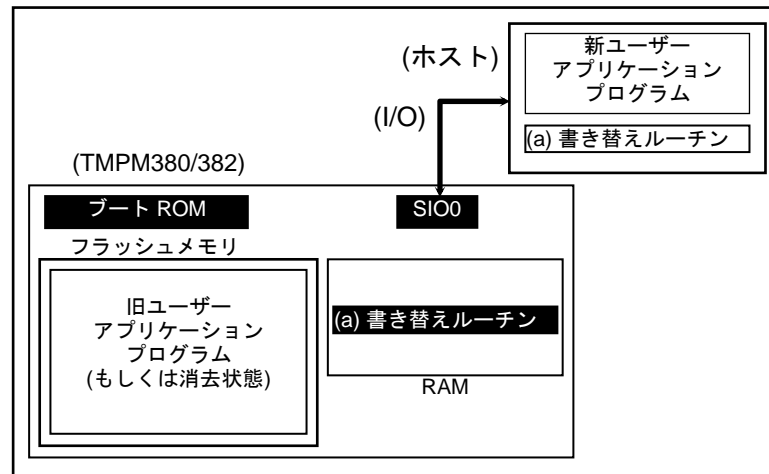 (ホスト)
新ユーザー
アプリケーション
プログラム
(a) 書き替えルーチン
(I/O)
(TMPM380/382)
ブート ROM
SIO0
フラッシュメモリ
旧ユーザー
アプリケーション
プログラム
(もしくは消去状態)
(a) 書き替えルーチン
RAM